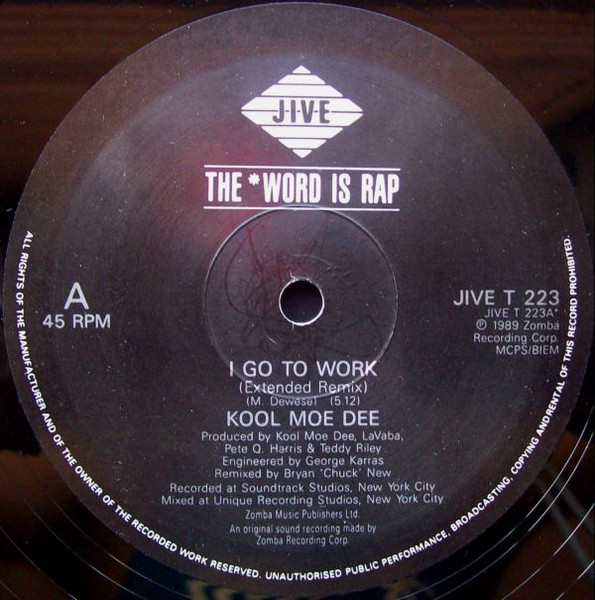 J·I·V·E
THE *WORD IS RAP
A
45 RPM
JIVE T 223
JIVE T 223A*
℗ 1989 Zomba
Recording Corp.
MCPS/BIEM
I GO TO WORK
(Extended Remix)
(M. Dewese) (5.12)
KOOL MOE DEE
Produced by Kool Moe Dee, LaVaba,
Pete Q. Harris & Teddy Riley
Engineered by George Karras
Remixed by Bryan 'Chuck' New
Recorded at Soundtrack Studios, New York City
Mixed at Unique Recording Studios, New York City
Zomba Music Publishers Ltd.
An original sound recording made by
Zomba Recording Corp.
ALL RIGHTS OF THE MANUFACTURER AND OF THE OWNER OF THE RECORDED WORK RESERVED. UNAUTHORISED PUBLIC PERFORMANCE, BROADCASTING, COPYING AND RENTAL OF THIS RECORD PROHIBITED.